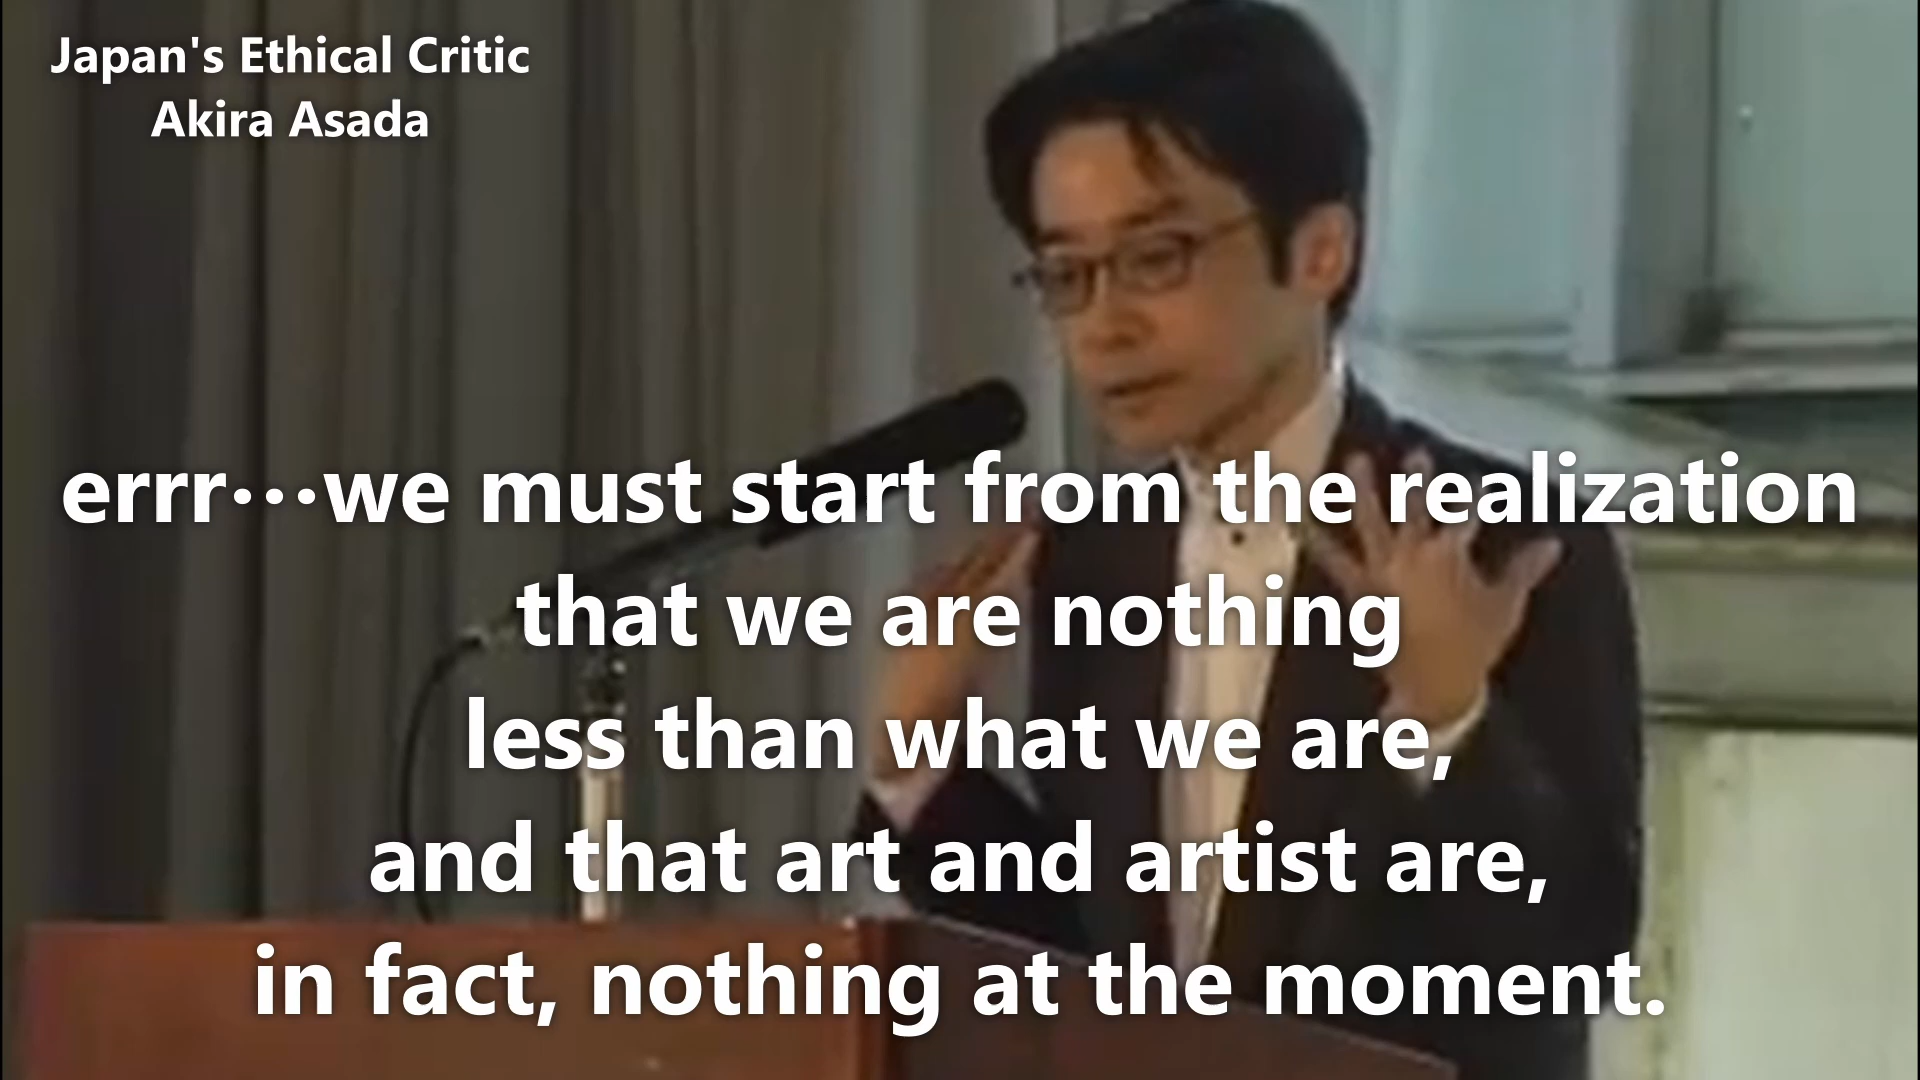 Japan's Ethical Critic
Akira Asada
errr···we must start from the realization
that we are nothing
less than what we are,
and that art and artist are,
in fact, nothing at the moment.